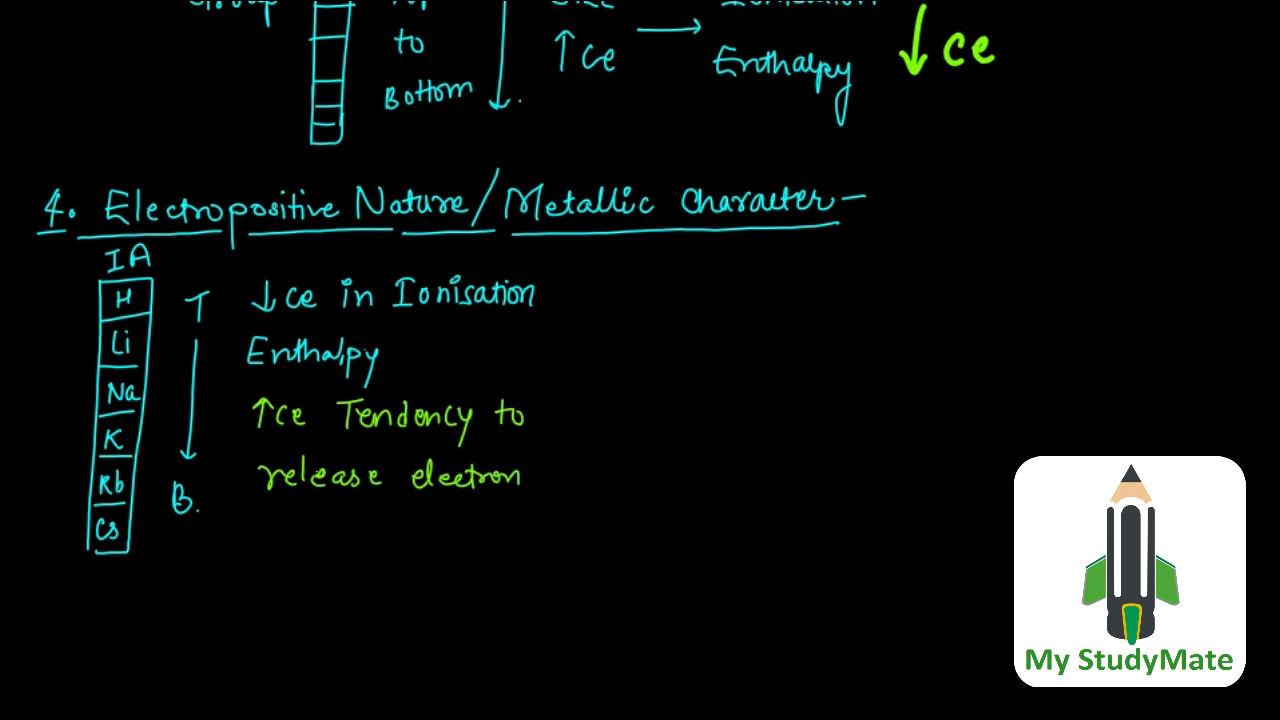 to
↑ce ⟶ Enthalpy ↓ce
Bottom
4. Electropositive Nature/Metallic Character –
IA
H
Li
Na
K
Rb
Cs
T
B.
↓ce in Ionisation
Enthalpy
↑ce Tendency to
release electron
My StudyMate